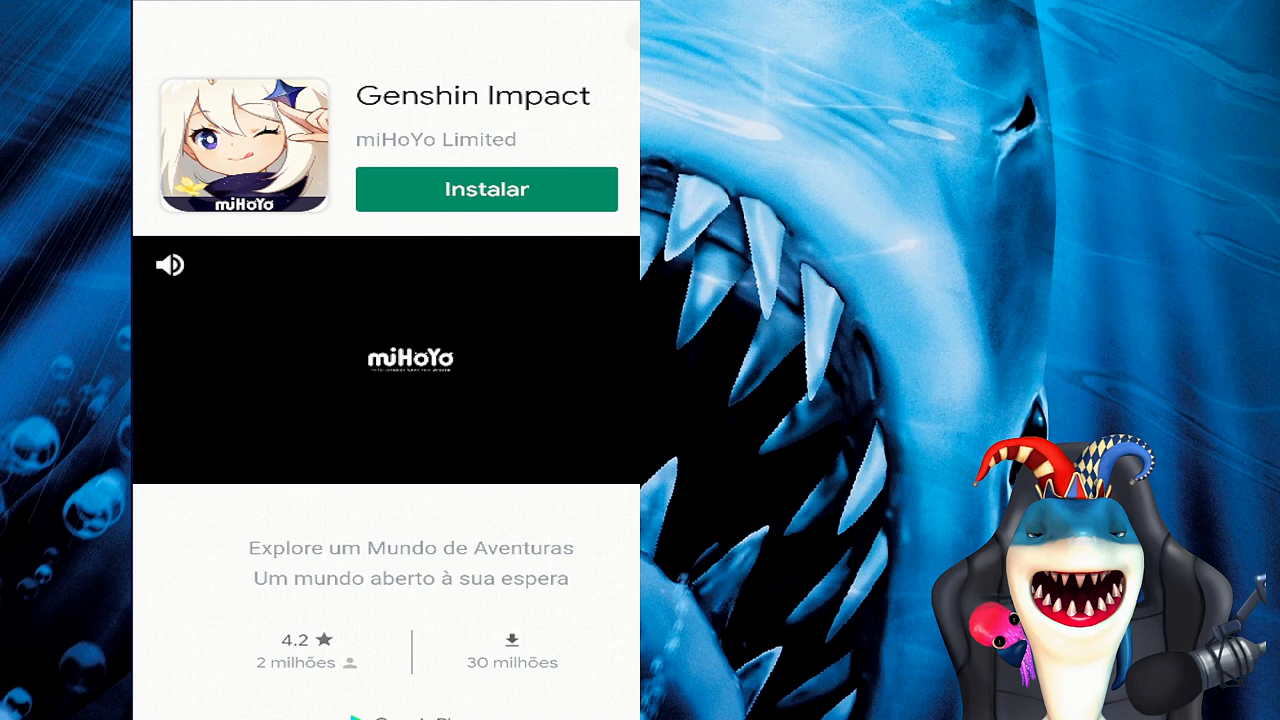 Genshin Impact
miHoYo Limited
Instalar
miHoYo
miHoYo
Explore um Mundo de Aventuras
Um mundo aberto à sua espera
4.2
2 milhões
30 milhões